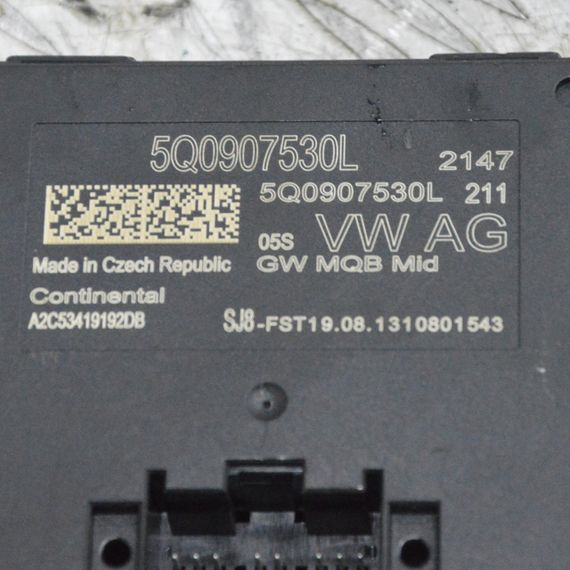 5Q0907530L 2147
5Q0907530L 211
05S VW AG
Made in Czech Republic GW MQB Mid
Continental
A2C53419192DB SJ8-FST19.08.1310801543